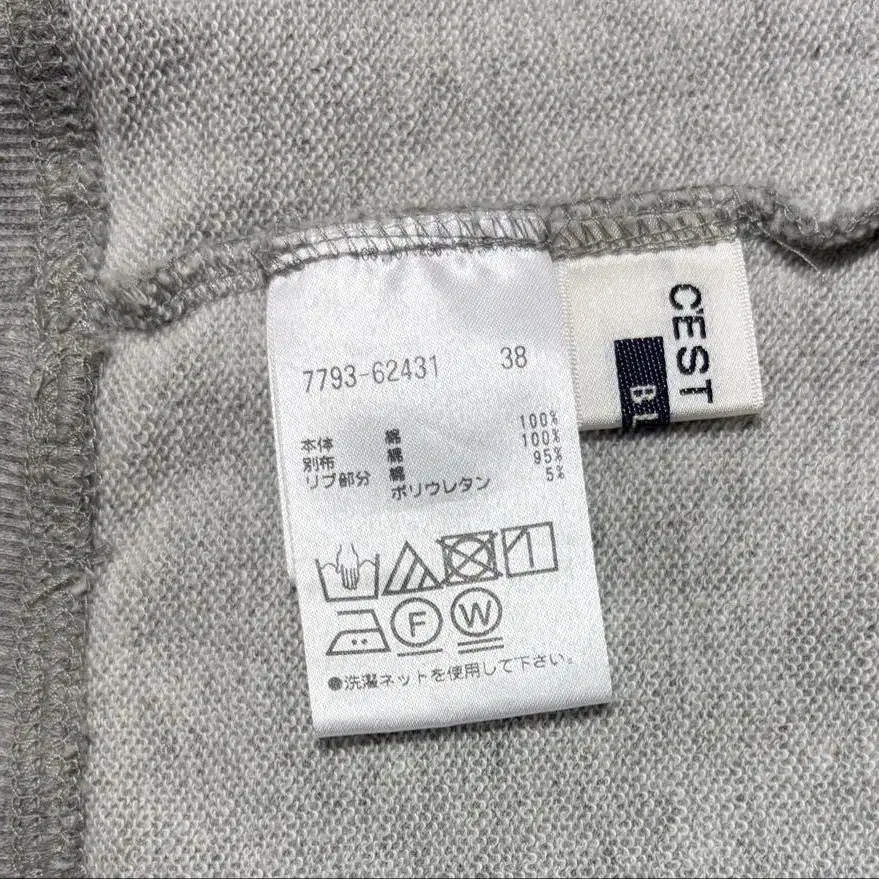 7793-62431 38
本体 綿 100%
別布 綿 100%
リブ部分 綿 95%
ポリウレタン 5%
F W
●洗濯ネットを使用して下さい。
C'EST
BL